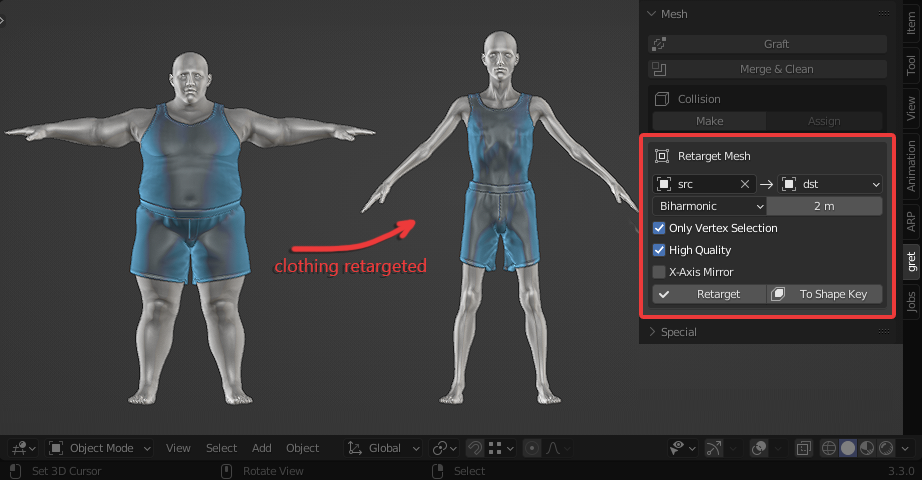 Mesh
Graft
Merge & Clean
Collision
Make
Assign
Retarget Mesh
src
dst
Biharmonic
2 m
Only Vertex Selection
High Quality
X-Axis Mirror
Retarget
To Shape Key
Special
clothing retargeted
Item
Tool
View
Animation
ARP
gret
Jobs
Object Mode
View
Select
Add
Object
Global
Set 3D Cursor
Rotate View
Select
3.3.0